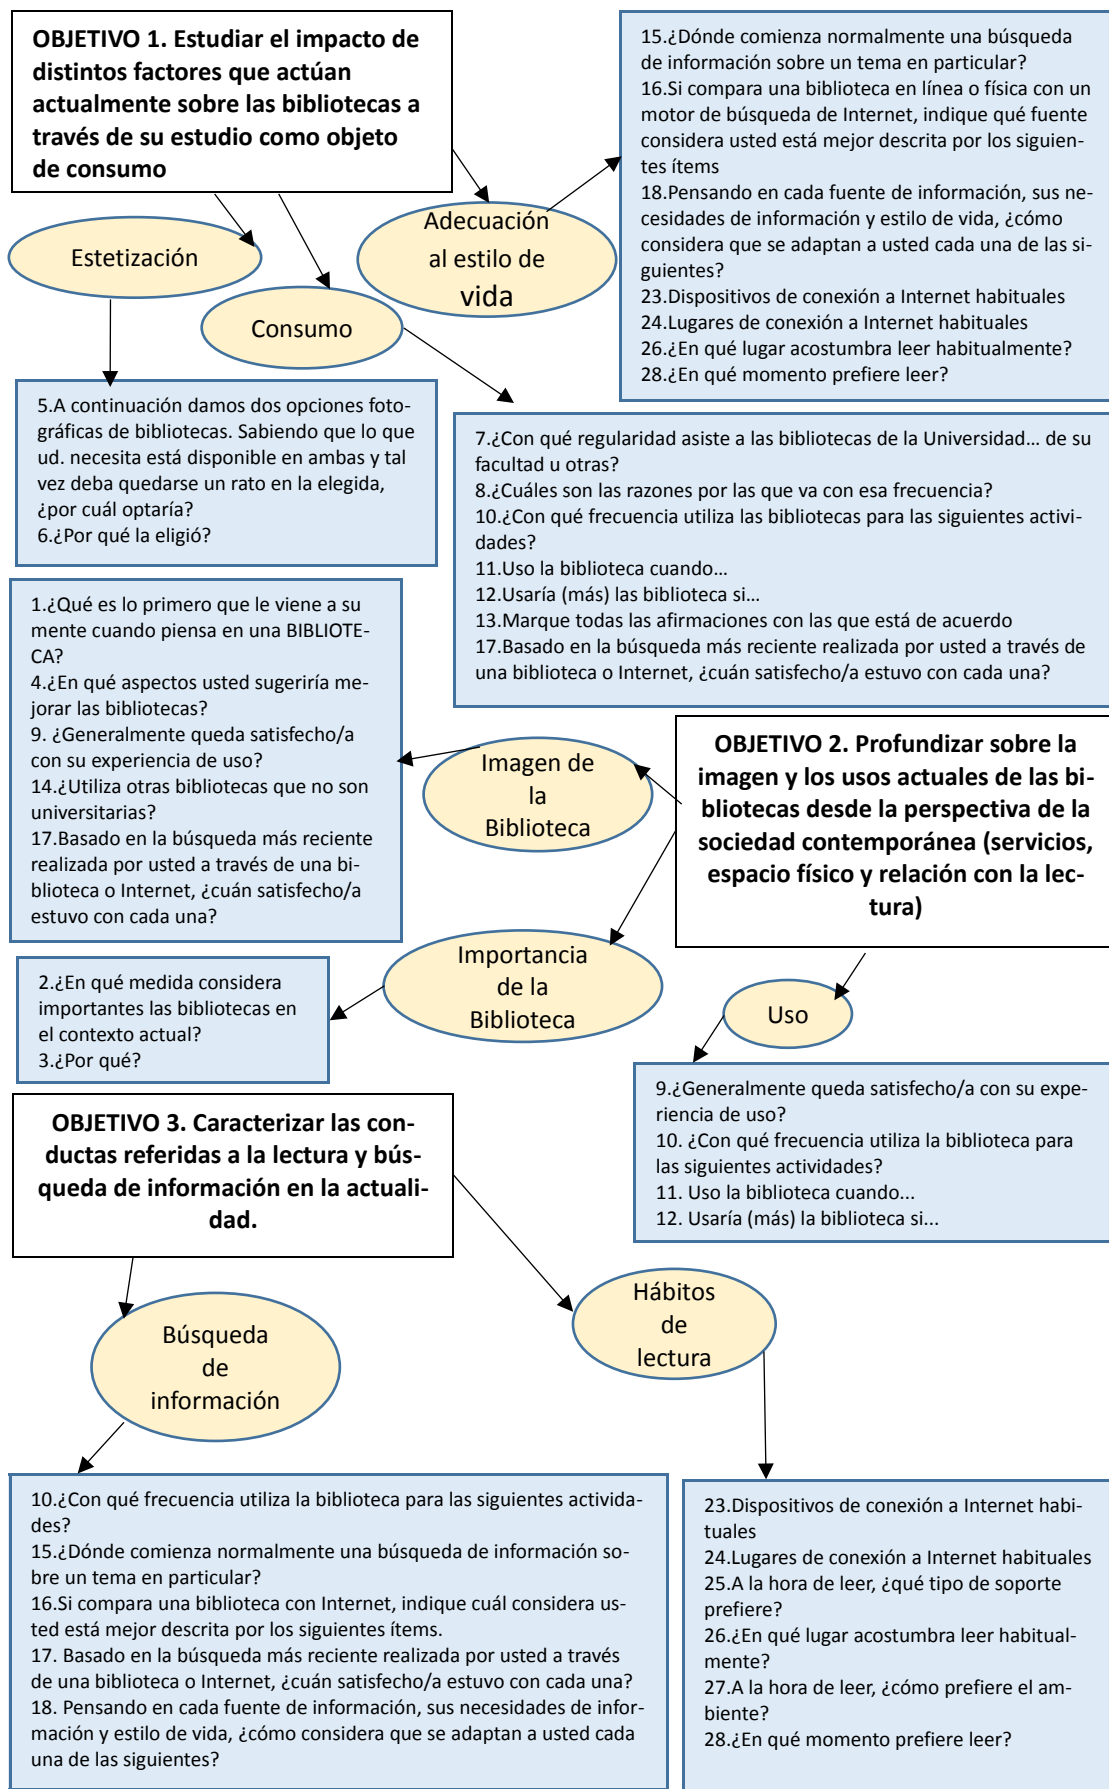 OBJETIVO 1. Estudiar el impacto de
distintos factores que actúan
actualmente sobre las bibliotecas a
través de su estudio como objeto
de consumo
15.¿Dónde comienza normalmente una búsqueda
de información sobre un tema en particular?
16.Si compara una biblioteca en línea o física con un
motor de búsqueda de Internet, indique qué fuente
considera usted está mejor descrita por los siguien-
tes ítems
18.Pensando en cada fuente de información, sus ne-
cesidades de información y estilo de vida, ¿cómo
considera que se adaptan a usted cada una de las si-
guientes?
23.Dispositivos de conexión a Internet habituales
24.Lugares de conexión a Internet habituales
26.¿En qué lugar acostumbra leer habitualmente?
28.¿En qué momento prefiere leer?
Adecuación
al estilo de
vida
Estetización
Consumo
5.A continuación damos dos opciones foto-
gráficas de bibliotecas. Sabiendo que lo que
ud. necesita está disponible en ambas y tal
vez deba quedarse un rato en la elegida,
¿por cuál optaría?
6.¿Por qué la eligió?
7.¿Con qué regularidad asiste a las bibliotecas de la Universidad... de su
facultad u otras?
8.¿Cuáles son las razones por las que va con esa frecuencia?
10.¿Con qué frecuencia utiliza las bibliotecas para las siguientes activi-
dades?
11.Uso la biblioteca cuando...
12.Usaría (más) las biblioteca si...
13.Marque todas las afirmaciones con las que está de acuerdo
17.Basado en la búsqueda más reciente realizada por usted a través de
una biblioteca o Internet, ¿cuán satisfecho/a estuvo con cada una?
1.¿Qué es lo primero que le viene a su
mente cuando piensa en una BIBLIOTE-
CA?
4.¿En qué aspectos usted sugeriría me-
jorar las bibliotecas?
9. ¿Generalmente queda satisfecho/a
con su experiencia de uso?
14.¿Utiliza otras bibliotecas que no son
universitarias?
17.Basado en la búsqueda más reciente
realizada por usted a través de una bi-
blioteca o Internet, ¿cuán satisfecho/a
estuvo con cada una?
Imagen de
la
Biblioteca
OBJETIVO 2. Profundizar sobre la
imagen y los usos actuales de las bi-
bliotecas desde la perspectiva de la
sociedad contemporánea (servicios,
espacio físico y relación con la lec-
tura)
Importancia
de la
Biblioteca
2.¿En qué medida considera
importantes las bibliotecas en
el contexto actual?
3.¿Por qué?
Uso
9.¿Generalmente queda satisfecho/a con su expe-
riencia de uso?
10. ¿Con qué frecuencia utiliza la biblioteca para
las siguientes actividades?
11. Uso la biblioteca cuando...
12. Usaría (más) la biblioteca si...
OBJETIVO 3. Caracterizar las con-
ductas referidas a la lectura y bús-
queda de información en la actuali-
dad.
Hábitos
de
lectura
Búsqueda
de
información
10.¿Con qué frecuencia utiliza la biblioteca para las siguientes activida-
des?
15.¿Dónde comienza normalmente una búsqueda de información so-
bre un tema en particular?
16.Si compara una biblioteca con Internet, indique cuál considera us-
ted está mejor descrita por los siguientes ítems.
17. Basado en la búsqueda más reciente realizada por usted a través
de una biblioteca o Internet, ¿cuán satisfecho/a estuvo con cada una?
18. Pensando en cada fuente de información, sus necesidades de infor-
mación y estilo de vida, ¿cómo considera que se adaptan a usted cada
una de las siguientes?
23.Dispositivos de conexión a Internet habi-
tuales
24.Lugares de conexión a Internet habituales
25.A la hora de leer, ¿qué tipo de soporte
prefiere?
26.¿En qué lugar acostumbra leer habitual-
mente?
27.A la hora de leer, ¿cómo prefiere el am-
biente?
28.¿En qué momento prefiere leer?